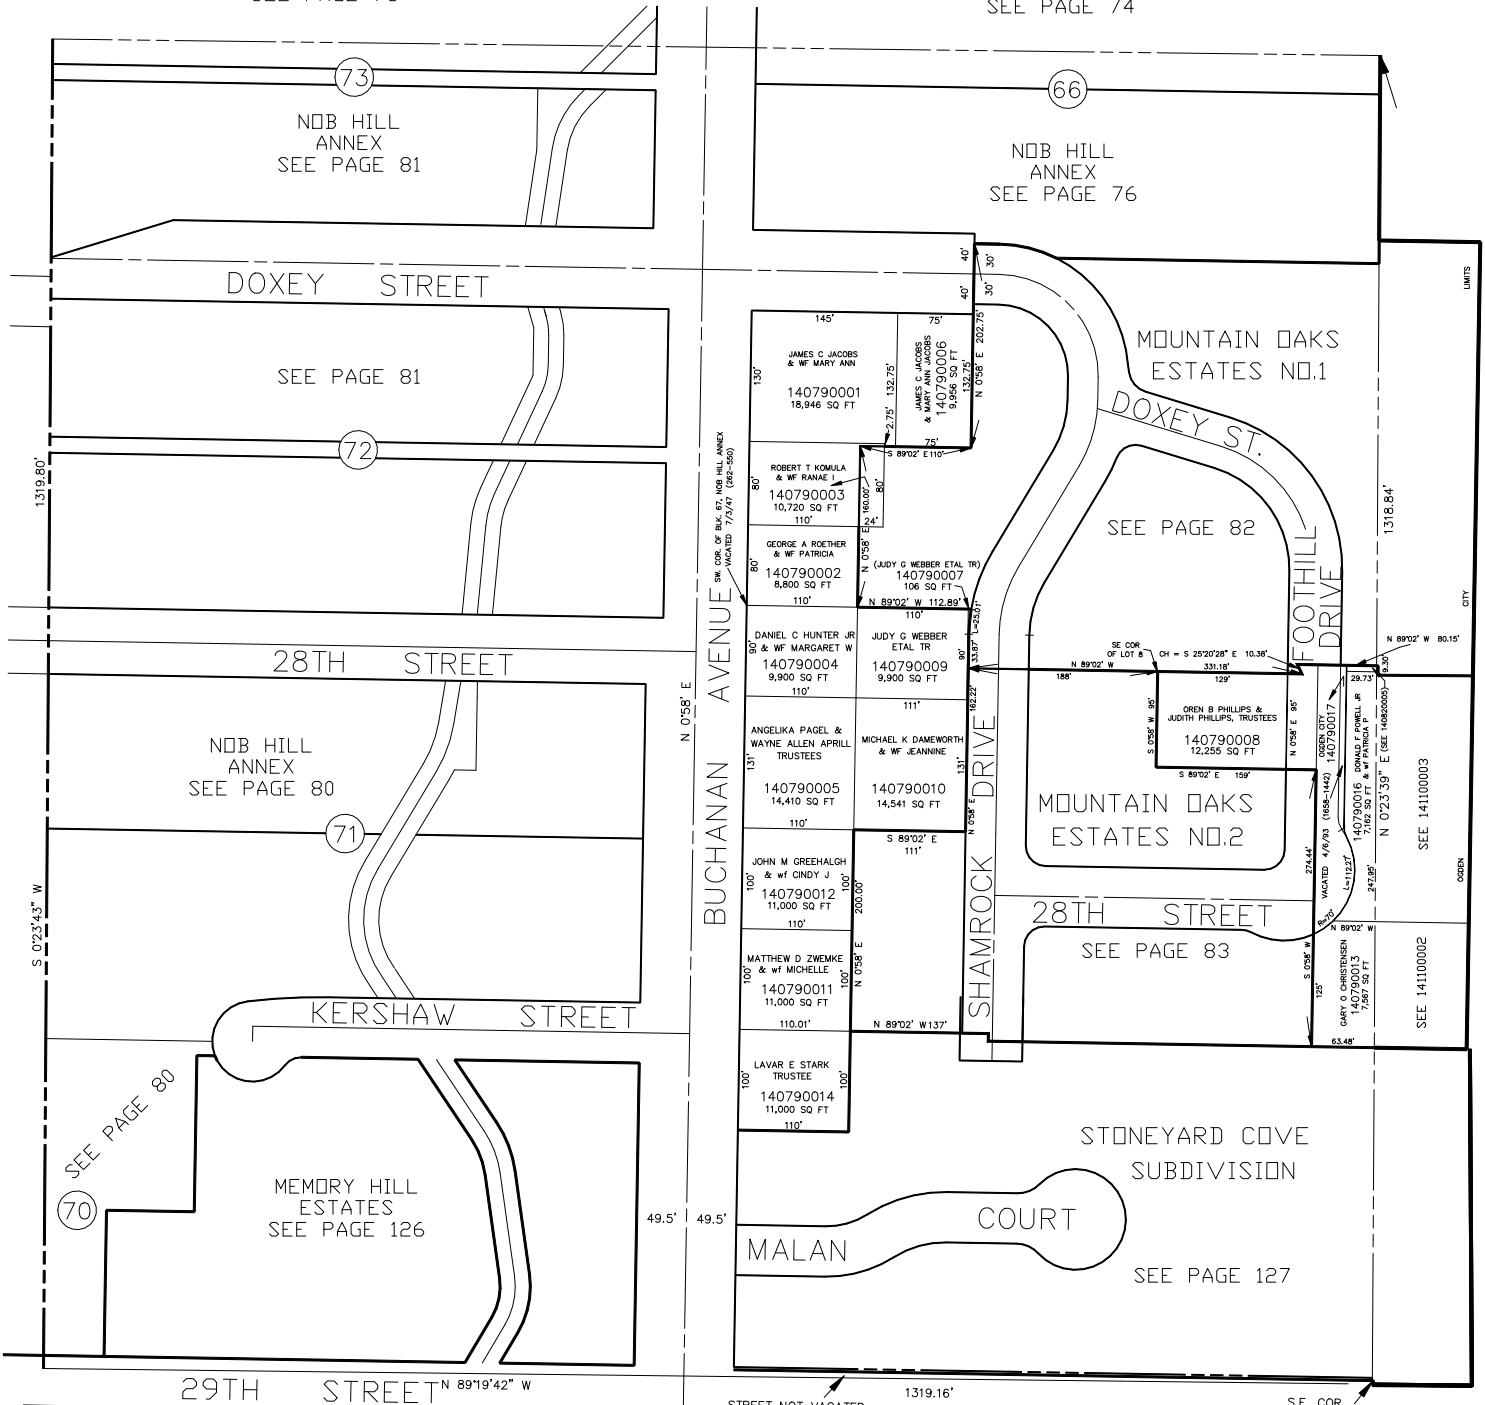 SEE PAGE 74
73
NOB HILL
ANNEX
SEE PAGE 81
66
NOB HILL
ANNEX
SEE PAGE 76
DOXEY STREET
40'
30'
40'
30'
LIMITS
MOUNTAIN OAKS
ESTATES NO.1
SEE PAGE 81
72
1319.80'
145'
75'
JAMES C JACOBS
& WF MARY ANN
140790001
18,946 SQ FT
130'
132.75'
2.75'
JAMES C JACOBS
& MARY ANN JACOBS
140790006
9,956 SQ FT
132.75'
N 0°58' E 202.75'
75'
S 89°02' E 110'
DOXEY ST.
ROBERT T KOMULA
& WF RANAE I
140790003
10,720 SQ FT
80'
110'
80'
24'
160.00'
N 0°58' E
SW. COR. OF BLK. 67, NOB HILL ANNEX
VACATED 7/3/47 (262-550)
GEORGE A ROETHER
& WF PATRICIA
140790002
8,800 SQ FT
80'
110'
(JUDY G WEBBER ETAL TR)
140790007
106 SQ FT
N 89°02' W 112.89'
110'
L=25.01'
33.87'
SEE PAGE 82
FOOTHILL
DRIVE
1318.84'
CITY
28TH STREET
BUCHANAN AVENUE
N 0°58' E
DANIEL C HUNTER JR
& WF MARGARET W
140790004
9,900 SQ FT
90'
110'
JUDY G WEBBER
ETAL TR
140790009
9,900 SQ FT
90'
111'
SE COR
OF LOT 8
CH = S 25°20'28" E 10.38'
N 89°02' W
331.18'
188'
129'
N 89°02' W 80.15'
9.30'
29.73'
162.22'
ANGELIKA PAGEL &
WAYNE ALLEN APRILL
TRUSTEES
140790005
14,410 SQ FT
131'
110'
MICHAEL K DAMEWORTH
& WF JEANNINE
140790010
14,541 SQ FT
131'
N 0°58' E
S 89°02' E
111'
S 0°58' W 95'
OREN B PHILLIPS &
JUDITH PHILLIPS, TRUSTEES
140790008
12,255 SQ FT
N 0°58' E 95'
S 89°02' E 159'
OGDEN CITY
140790017
DONALD F POWELL JR
& wf PATRICIA P
140790016
7,162 SQ FT
N 0°23'39" E (SEE 140820005)
SEE 141100003
NOB HILL
ANNEX
SEE PAGE 80
71
SHAMROCK DRIVE
MOUNTAIN OAKS
ESTATES NO.2
VACATED 4/6/93 (1658-1442)
274.44'
L=112.27'
R=70'
247.95'
OGDEN
JOHN M GREEHALGH
& wf CINDY J
140790012
11,000 SQ FT
100'
100'
110'
200.00'
N 0°58' E
28TH STREET
SEE PAGE 83
S 0°23'43" W
MATTHEW D ZWEMKE
& wf MICHELLE
140790011
11,000 SQ FT
100'
100'
110.01'
N 89°02' W 137'
N 89°02' W
S 0°58' W
125'
GARY O CHRISTENSEN
140790013
7,567 SQ FT
63.48'
SEE 141100002
KERSHAW STREET
LAVAR E STARK
TRUSTEE
140790014
11,000 SQ FT
100'
100'
110'
SEE PAGE 80
70
MEMORY HILL
ESTATES
SEE PAGE 126
STONEYARD COVE
SUBDIVISION
49.5'
49.5'
MALAN COURT
SEE PAGE 127
29TH STREET
N 89°19'42" W
1319.16'
STREET NOT VACATED
S.E. COR.